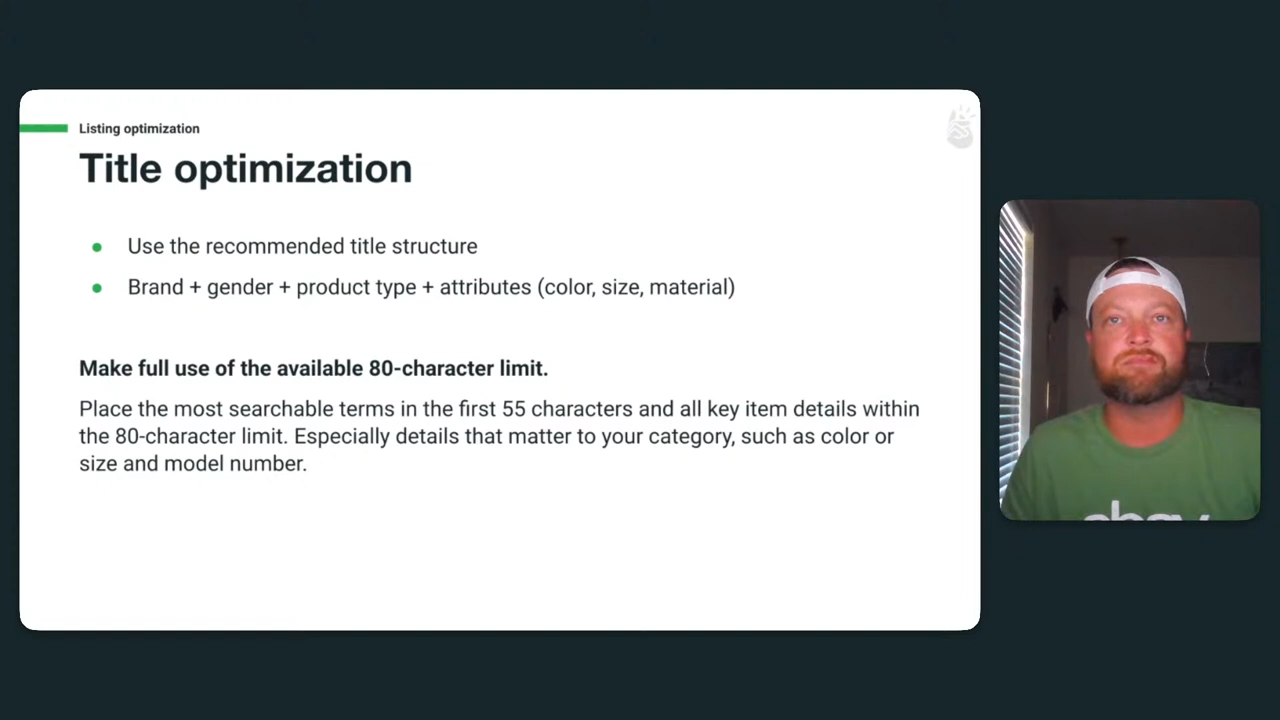 Listing optimization
Title optimization
Use the recommended title structure
Brand + gender + product type + attributes (color, size, material)
Make full use of the available 80-character limit.
Place the most searchable terms in the first 55 characters and all key item details within
the 80-character limit. Especially details that matter to your category, such as color or
size and model number.
ebay